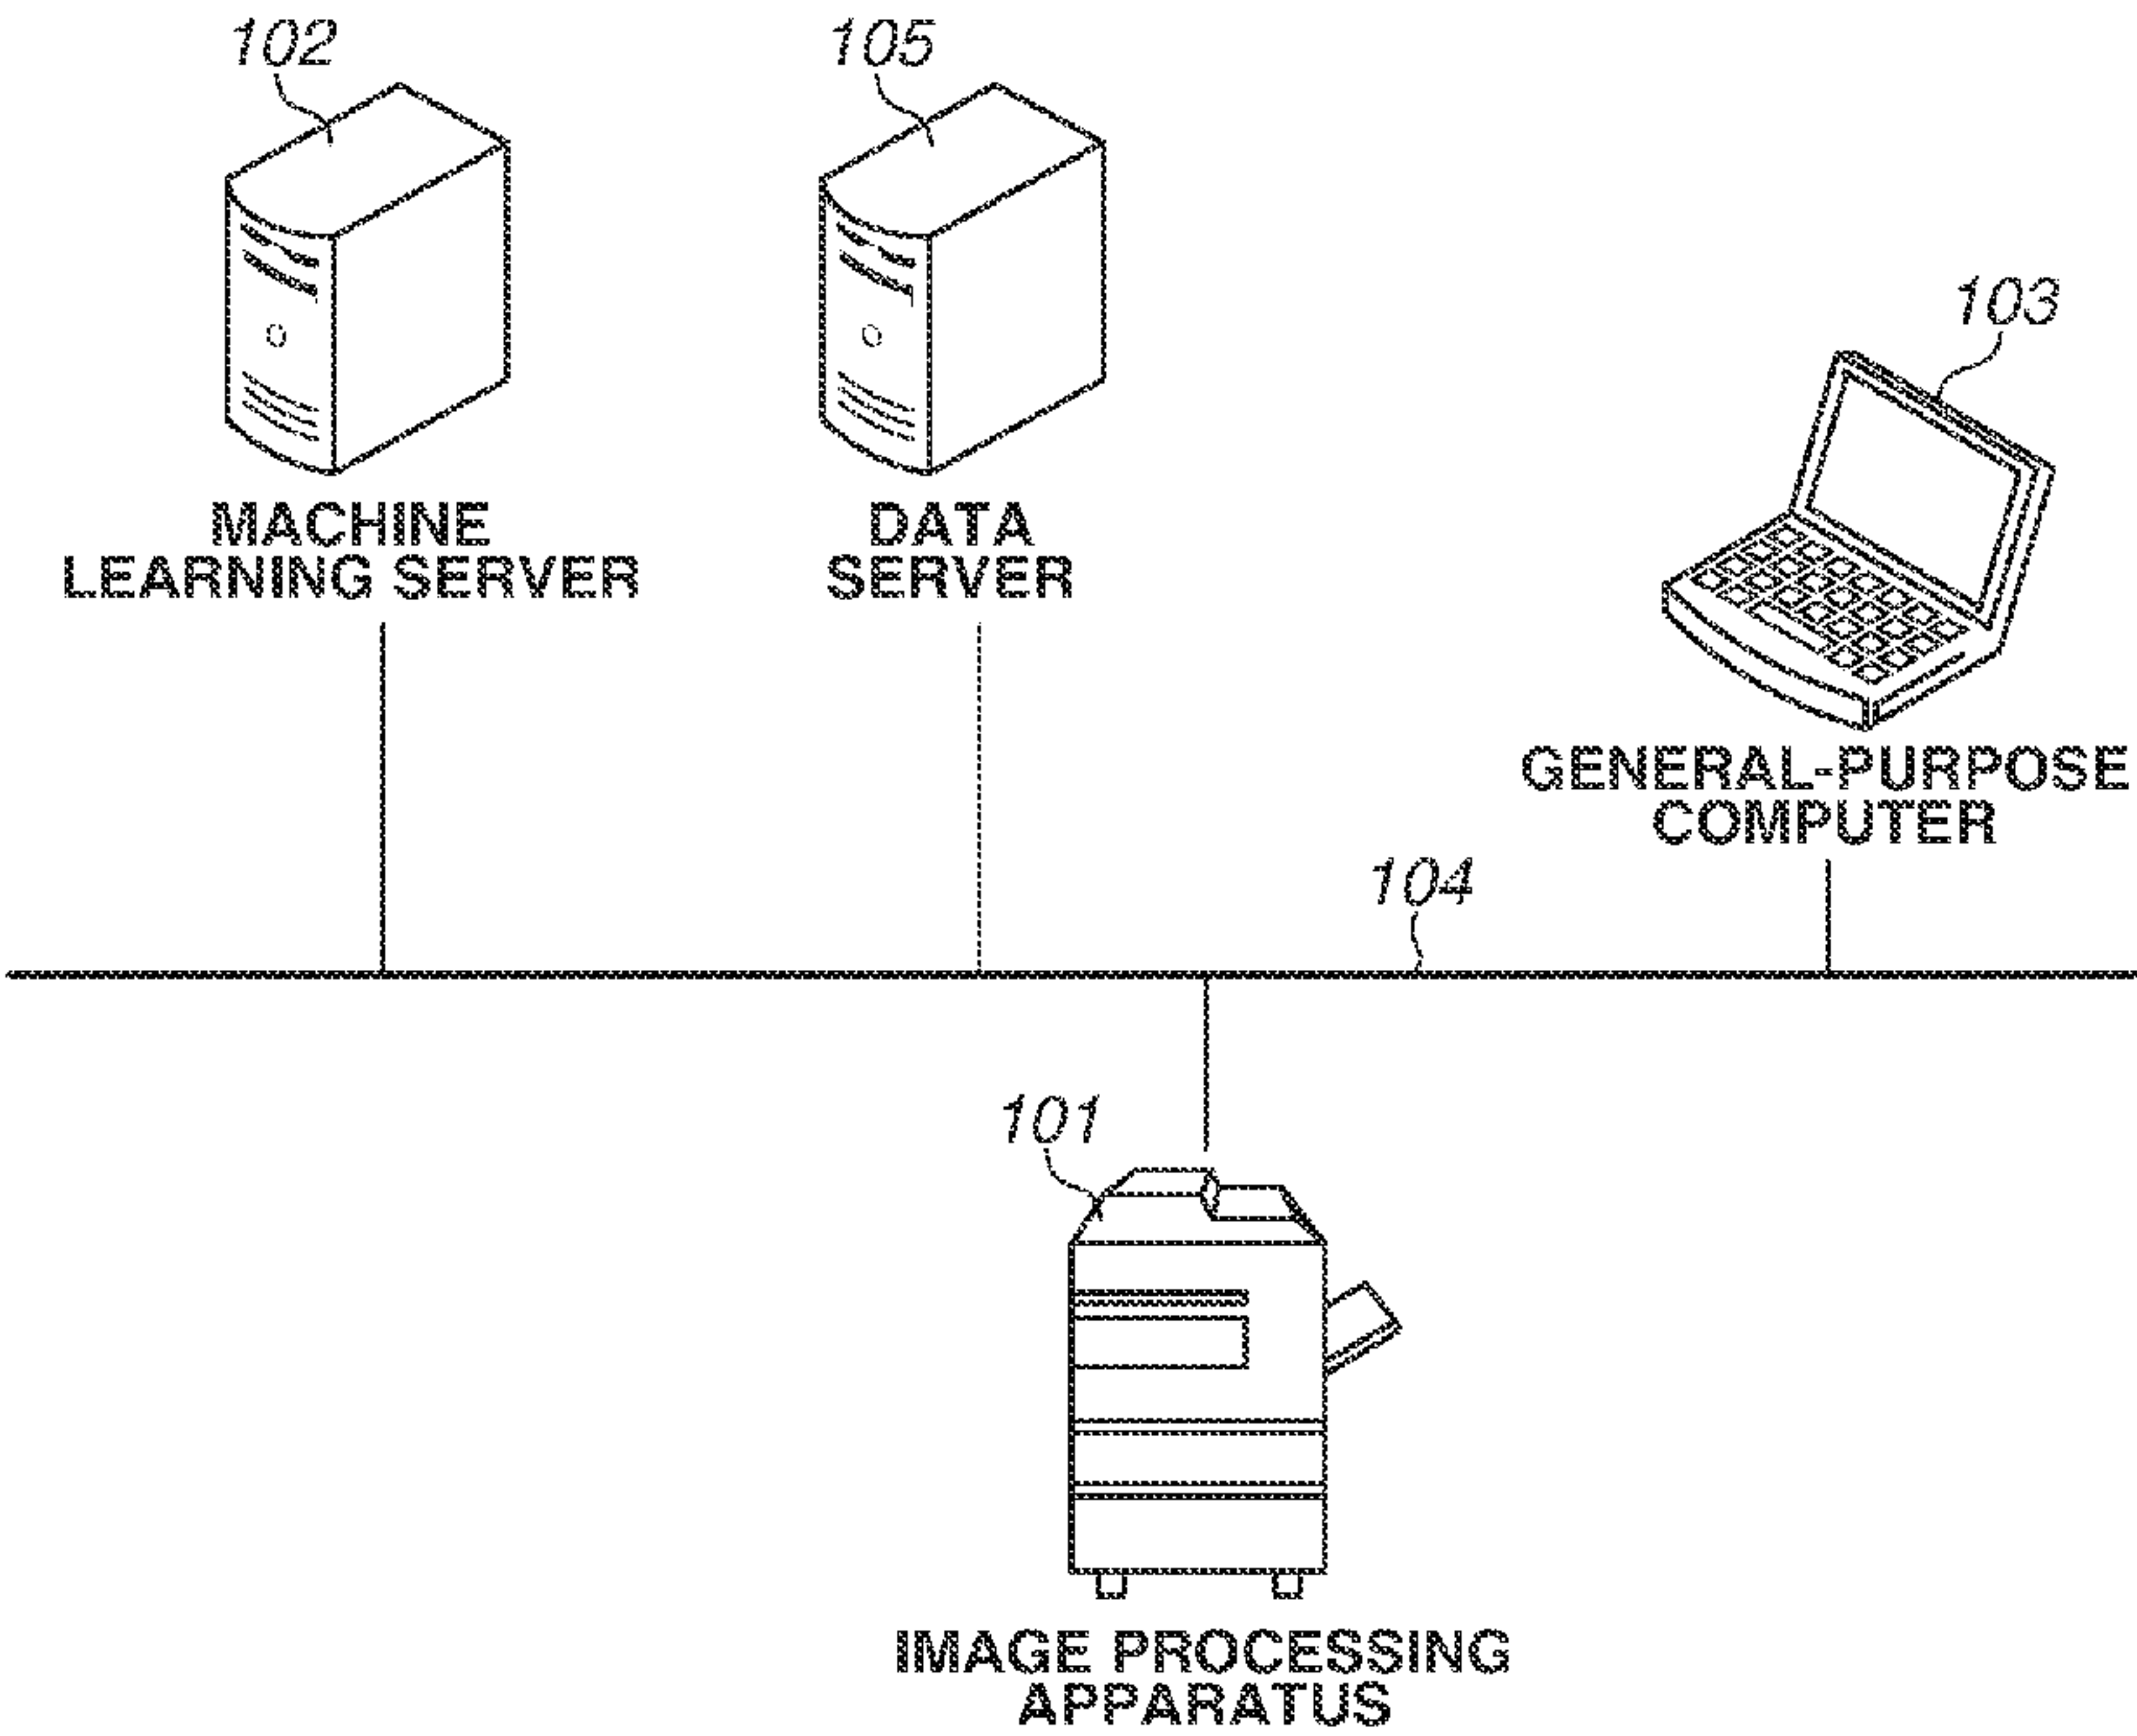 102
105
103
MACHINE
LEARNING SERVER
DATA
SERVER
GENERAL-PURPOSE
COMPUTER
104
101
IMAGE PROCESSING
APPARATUS